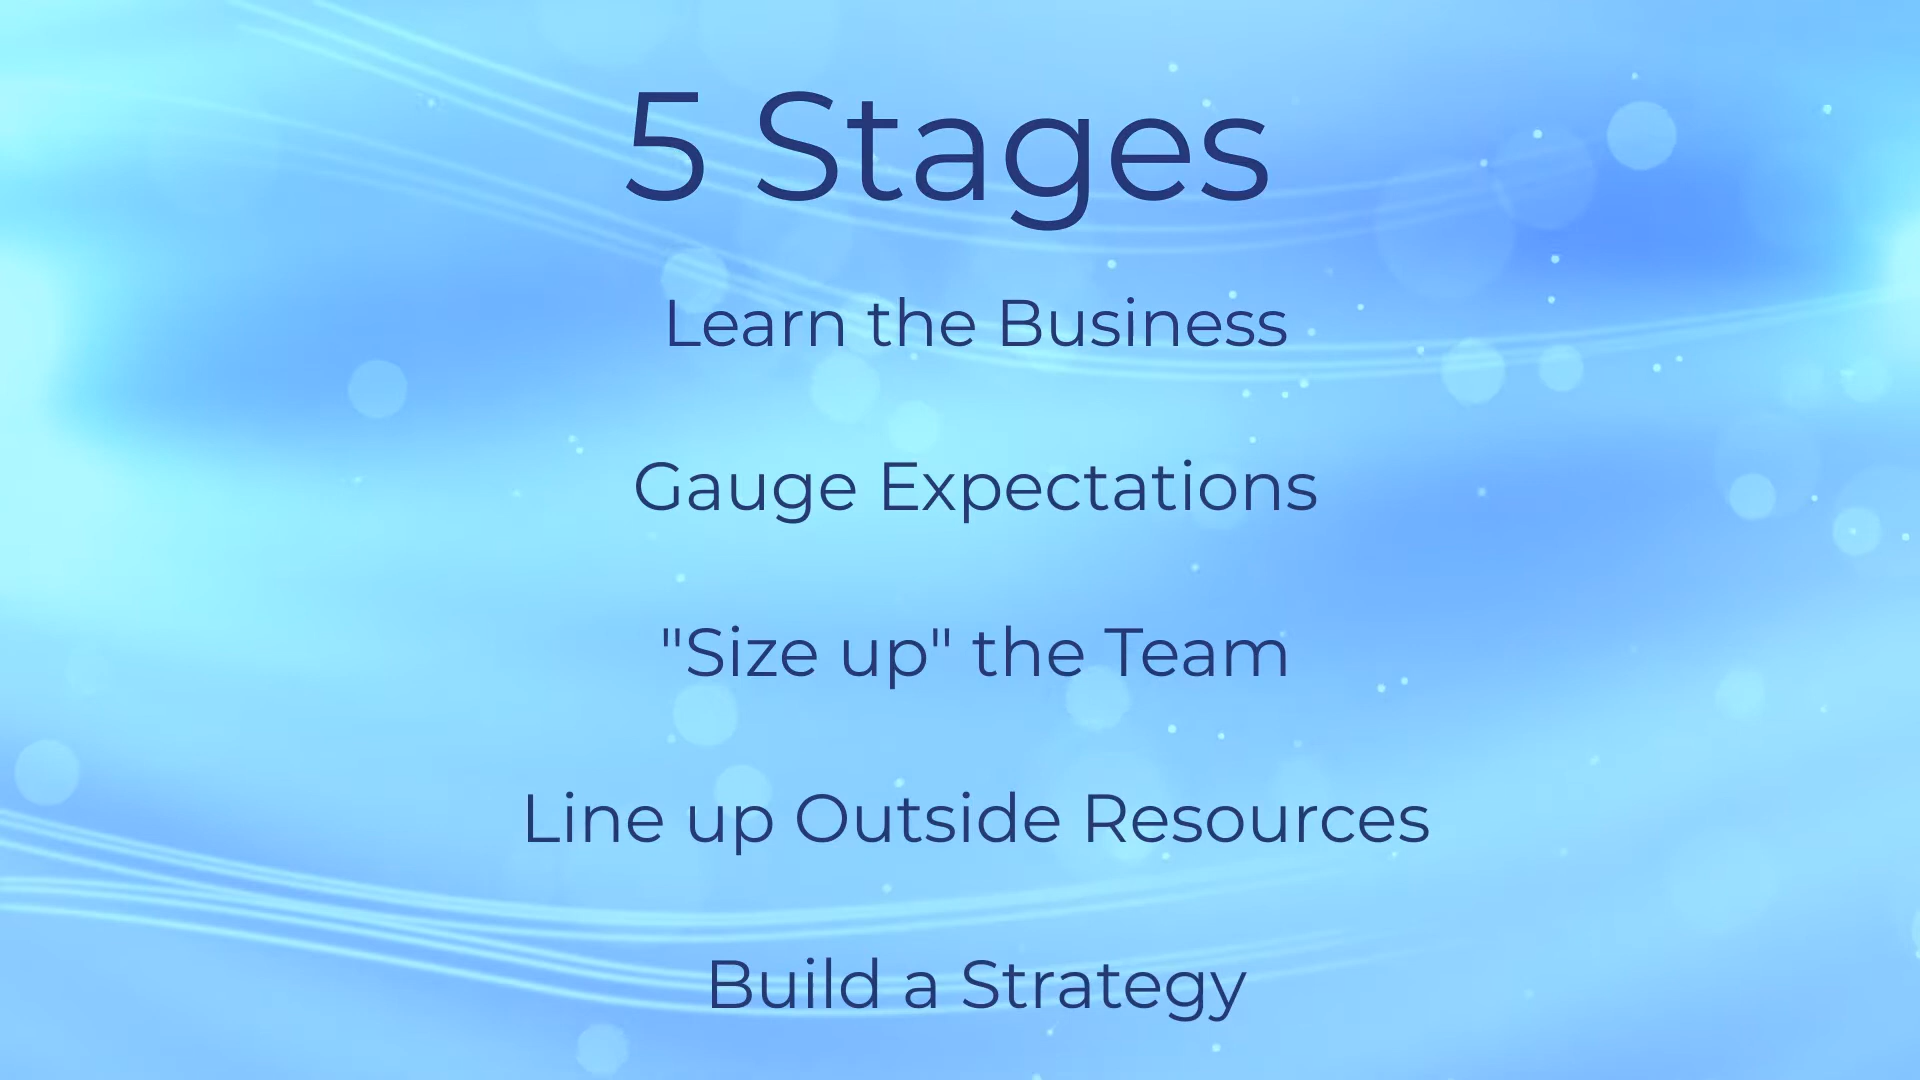 5 Stages
Learn the Business
Gauge Expectations
"Size up" the Team
Line up Outside Resources
Build a Strategy